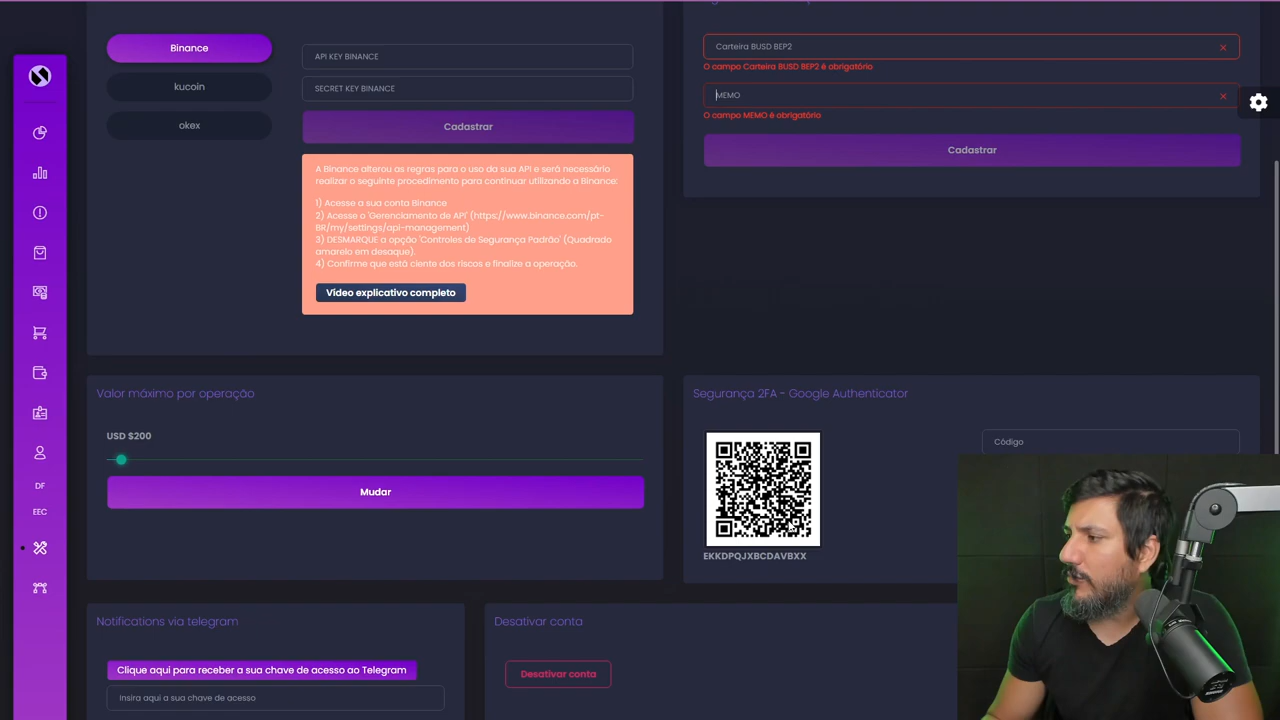 Binance
kucoin
okex
API KEY BINANCE
SECRET KEY BINANCE
Cadastrar
A Binance alterou as regras para o uso da sua API e será necessário
realizar o seguinte procedimento para continuar utilizando a Binance:
1) Acesse a sua conta Binance
2) Acesse o 'Gerenciamento de API' (https://www.binance.com/pt-
BR/my/settings/api-management)
3) DESMARQUE a opção 'Controles de Segurança Padrão' (Quadrado
amarelo em desaque).
4) Confirme que está ciente dos riscos e finalize a operação.
Vídeo explicativo completo
Carteira BUSD BEP2
O campo Carteira BUSD BEP2 é obrigatório
MEMO
O campo MEMO é obrigatório
Cadastrar
Valor máximo por operação
USD $200
Mudar
Segurança 2FA - Google Authenticator
Código
EKKDPQJXBCDAVBXX
DF
EEC
Notifications via telegram
Clique aqui para receber a sua chave de acesso ao Telegram
Insira aqui a sua chave de acesso
Desativar conta
Desativar conta